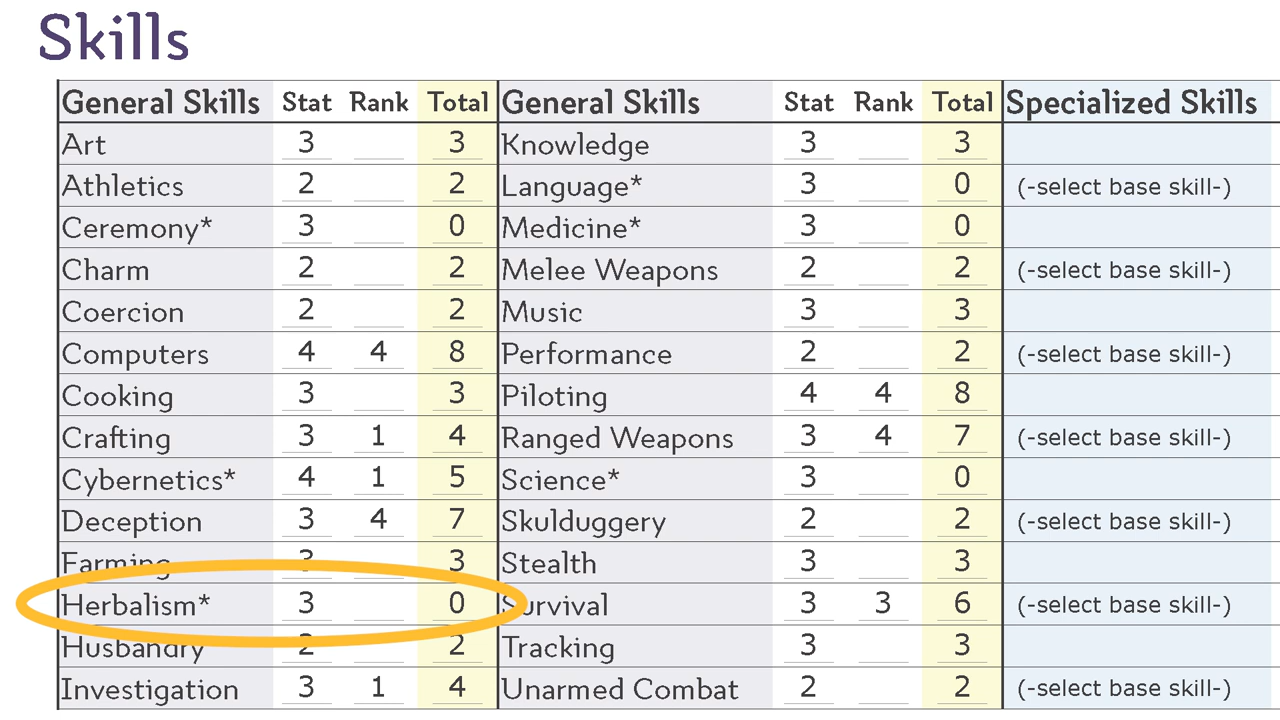 Skills
General Skills Stat Rank Total General Skills Stat Rank Total Specialized Skills
Art 3 3 Knowledge 3 3
Athletics 2 2 Language* 3 0 (-select base skill-)
Ceremony* 3 0 Medicine* 3 0
Charm 2 2 Melee Weapons 2 2 (-select base skill-)
Coercion 2 2 Music 3 3
Computers 4 4 8 Performance 2 2 (-select base skill-)
Cooking 3 3 Piloting 4 4 8
Crafting 3 1 4 Ranged Weapons 3 4 7 (-select base skill-)
Cybernetics* 4 1 5 Science* 3 0
Deception 3 4 7 Skulduggery 2 2 (-select base skill-)
Farming 3 3 Stealth 3 3
Herbalism* 3 0 Survival 3 3 6 (-select base skill-)
Husbandry 2 2 Tracking 3 3
Investigation 3 1 4 Unarmed Combat 2 2 (-select base skill-)